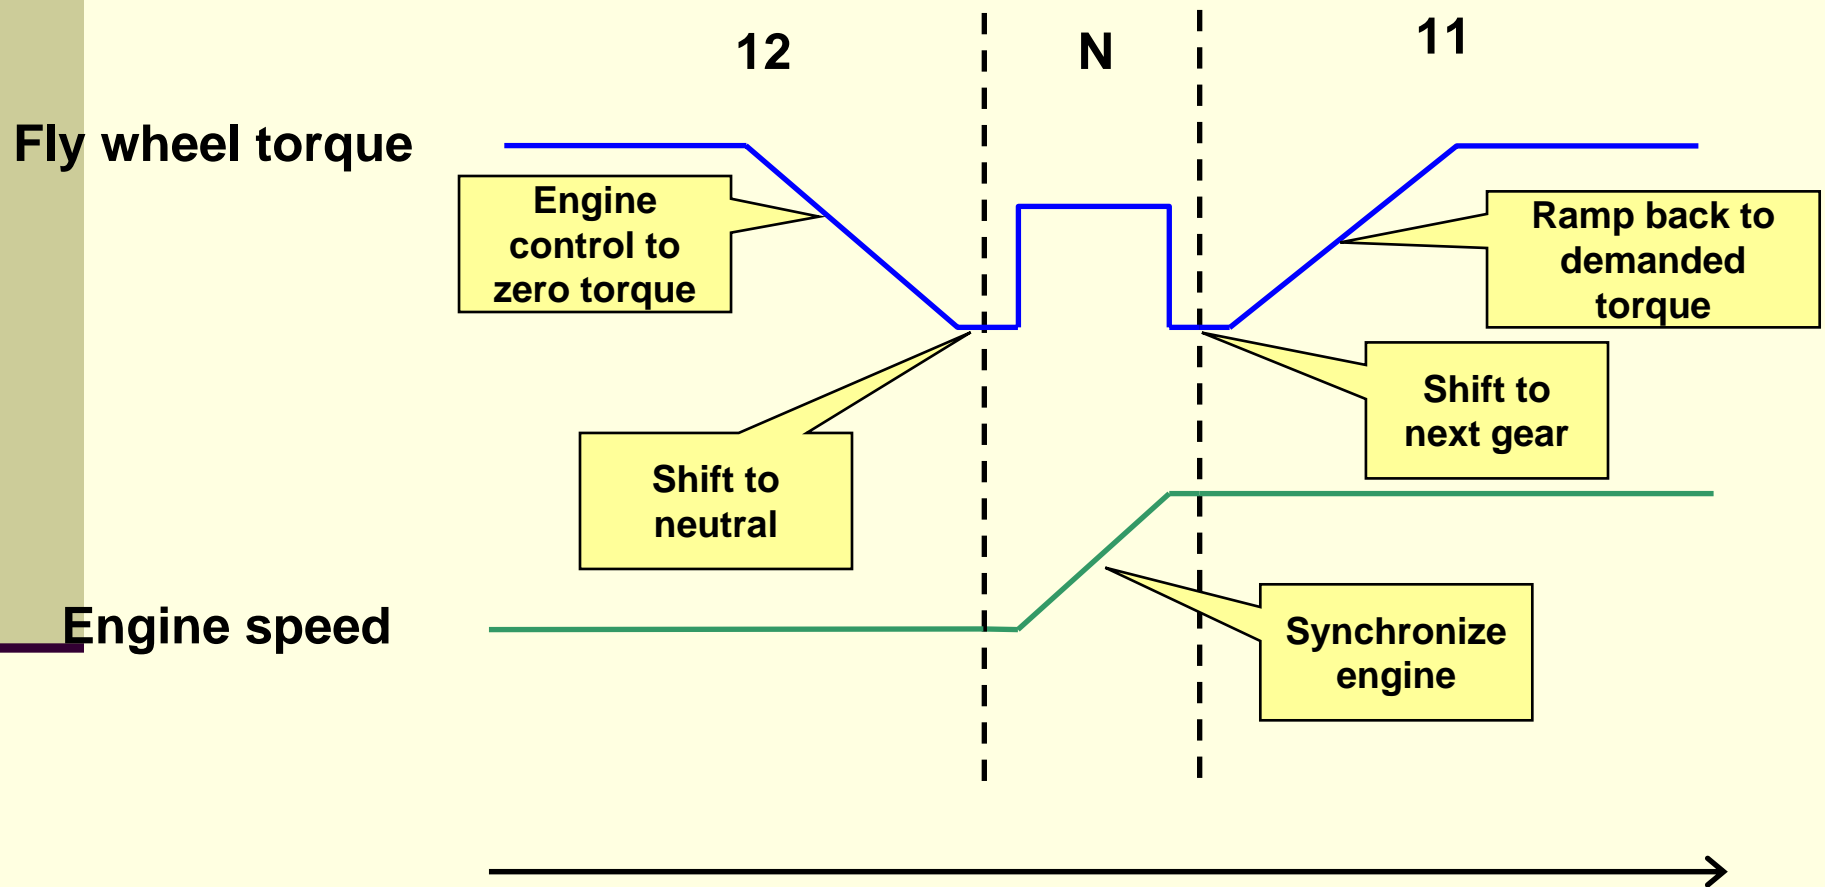 12
N
11
Fly wheel torque
Engine
control to
zero torque
Ramp back to
demanded
torque
Shift to
next gear
Shift to
neutral
Engine speed
Synchronize
engine